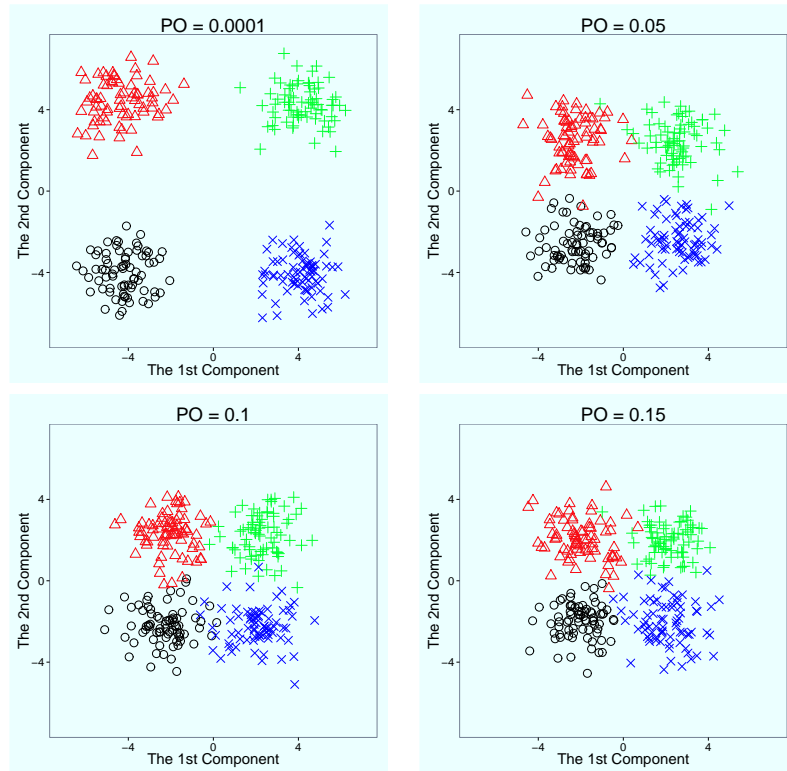 PO = 0.0001
The 2nd Component
4
0
−4
−4 0 4
The 1st Component
PO = 0.05
The 2nd Component
4
0
−4
−4 0 4
The 1st Component
PO = 0.1
The 2nd Component
4
0
−4
−4 0 4
The 1st Component
PO = 0.15
The 2nd Component
4
0
−4
−4 0 4
The 1st Component